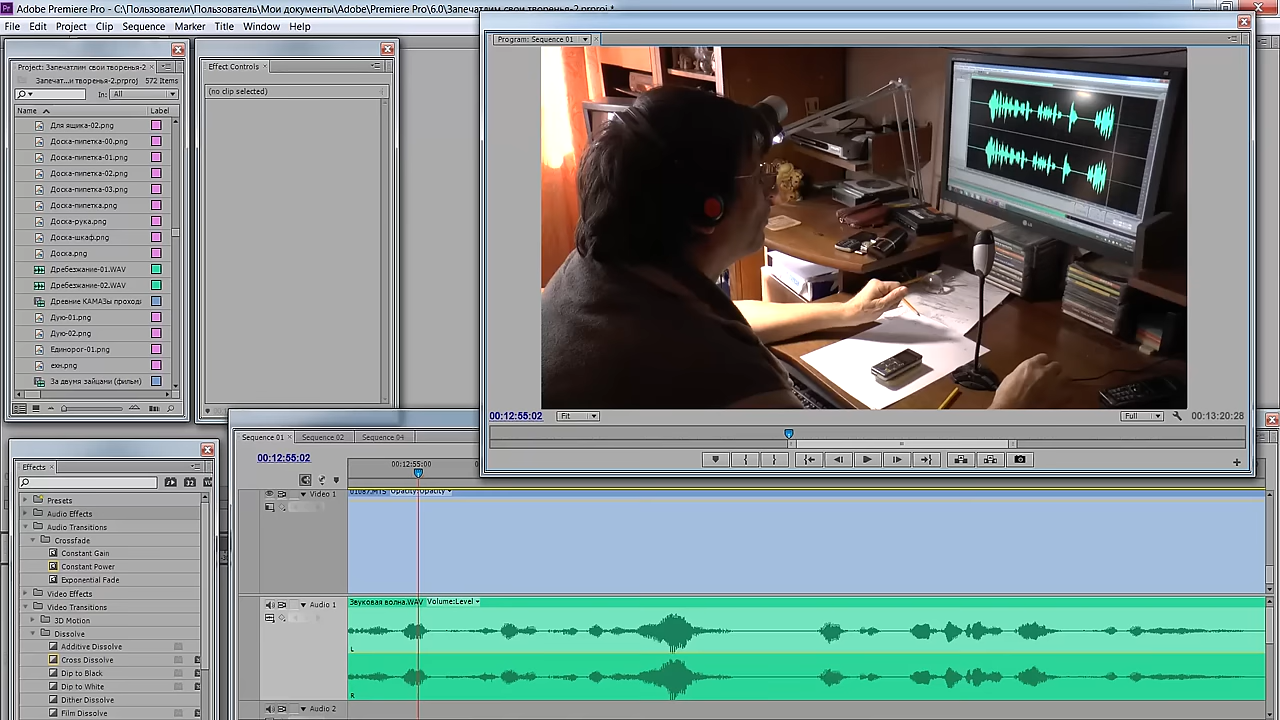 Adobe Premiere Pro - C:\Пользователи\Пользователь\Мои документы\Adobe\Premiere Pro\6.0\Запечатлим свои творенья-2.prproj *
File Edit Project Clip Sequence Marker Title Window Help
Project: Запечатлим свои творенья-2
Запечат...и творенья-2.prproj 572 Items
In: All
Name Label
Для ящика-02.png
Доска-пипетка-00.png
Доска-пипетка-01.png
Доска-пипетка-02.png
Доска-пипетка-03.png
Доска-пипетка.png
Доска-рука.png
Доска-шкаф.png
Доска.png
Дребезжание-01.WAV
Дребезжание-02.WAV
Древние КАМАЗы проходя
Дую-01.png
Дую-02.png
Единорог-01.png
ехн.png
За двумя зайцами (фильм)
Effect Controls
(no clip selected)
Program: Sequence 01
LG
00:12:55:02 Fit Full 00:13:20:28
Effects
Presets
Audio Effects
Audio Transitions
Crossfade
Constant Gain
Constant Power
Exponential Fade
Video Effects
Video Transitions
3D Motion
Dissolve
Additive Dissolve
Cross Dissolve
Dip to Black
Dip to White
Dither Dissolve
Film Dissolve
Sequence 01 Sequence 02 Sequence 04
00:12:55:02
00:12:55:00
Video 1
01087.MTS Opacity:Opacity
Audio 1
Звуковая волна.WAV Volume:Level
L
R
Audio 2